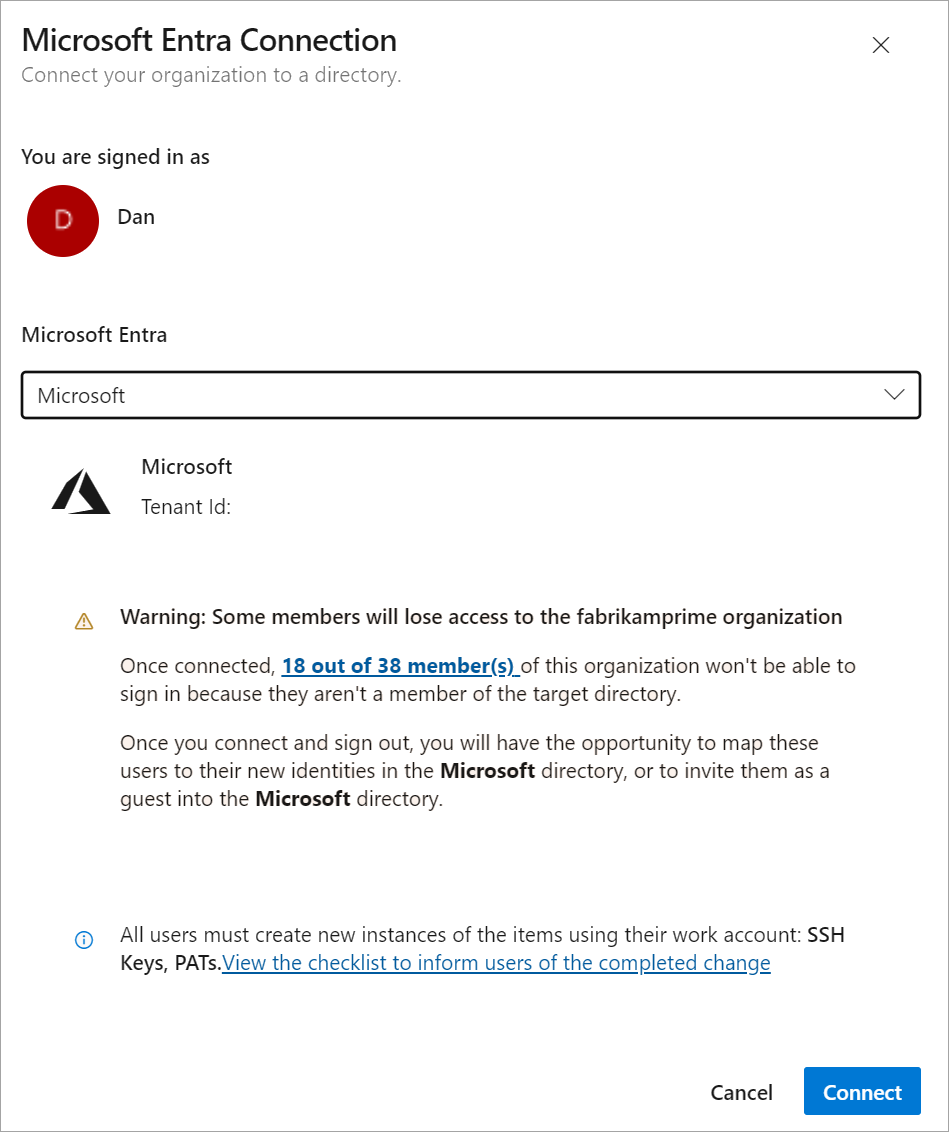 Microsoft Entra Connection
Connect your organization to a directory.
You are signed in as
D
Dan
Microsoft Entra
Microsoft
Microsoft
Tenant Id:
Warning: Some members will lose access to the fabrikamprime organization
Once connected, 18 out of 38 member(s) of this organization won't be able to
sign in because they aren't a member of the target directory.
Once you connect and sign out, you will have the opportunity to map these
users to their new identities in the Microsoft directory, or to invite them as a
guest into the Microsoft directory.
All users must create new instances of the items using their work account: SSH
Keys, PATs.View the checklist to inform users of the completed change
Cancel
Connect